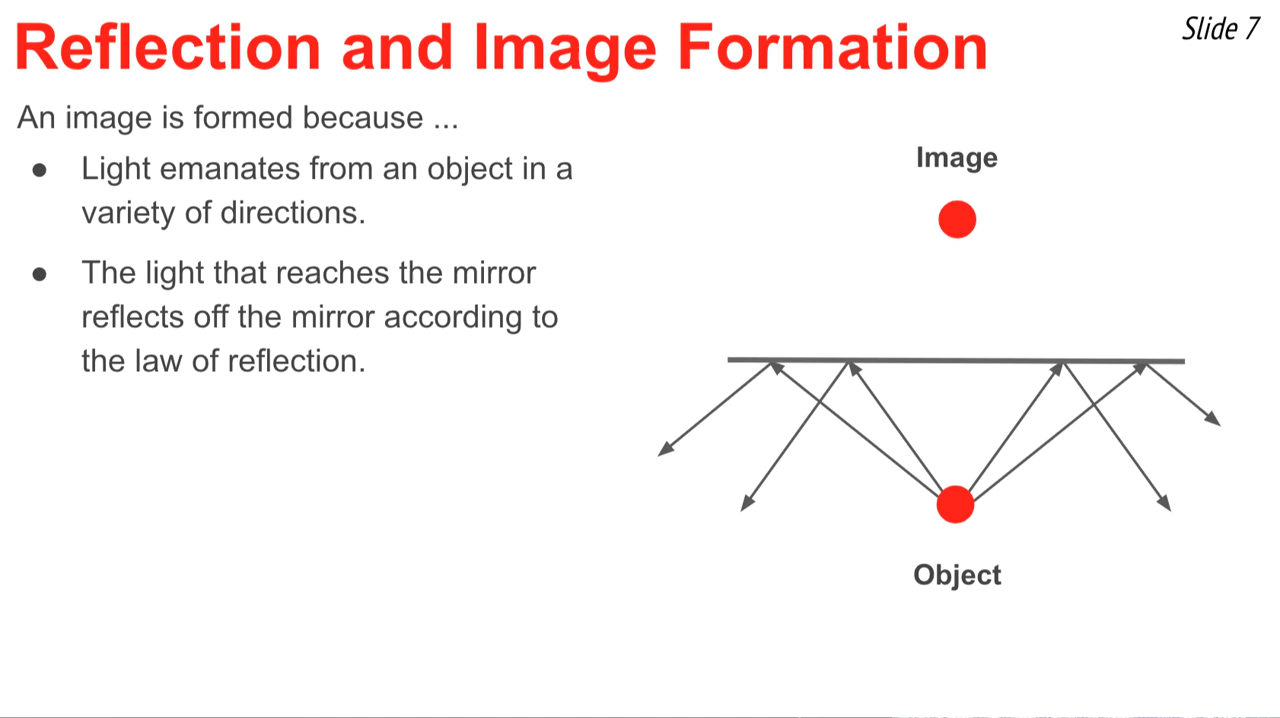 Reflection and Image Formation
Slide 7
An image is formed because ...
● Light emanates from an object in a
variety of directions.
● The light that reaches the mirror
reflects off the mirror according to
the law of reflection.
Image
Object